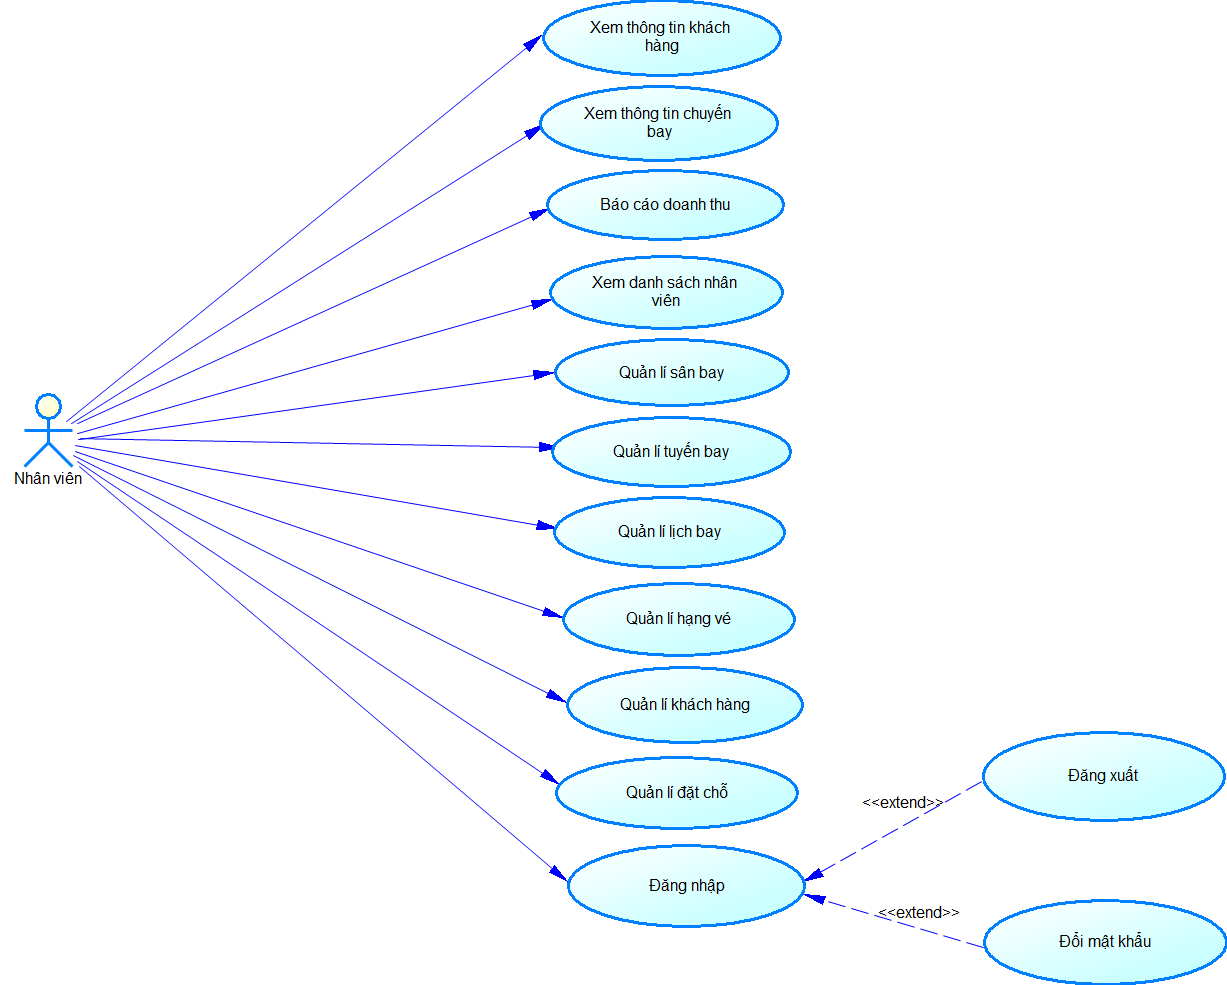 Xem thông tin khách
hàng
Xem thông tin chuyến
bay
Báo cáo doanh thu
Xem danh sách nhân
viên
Quản lí sân bay
Nhân viên
Quản lí tuyến bay
Quản lí lịch bay
Quản lí hạng vé
Quản lí khách hàng
Quản lí đặt chỗ
Đăng xuất
<<extend>>
Đăng nhập
<<extend>>
Đổi mật khẩu